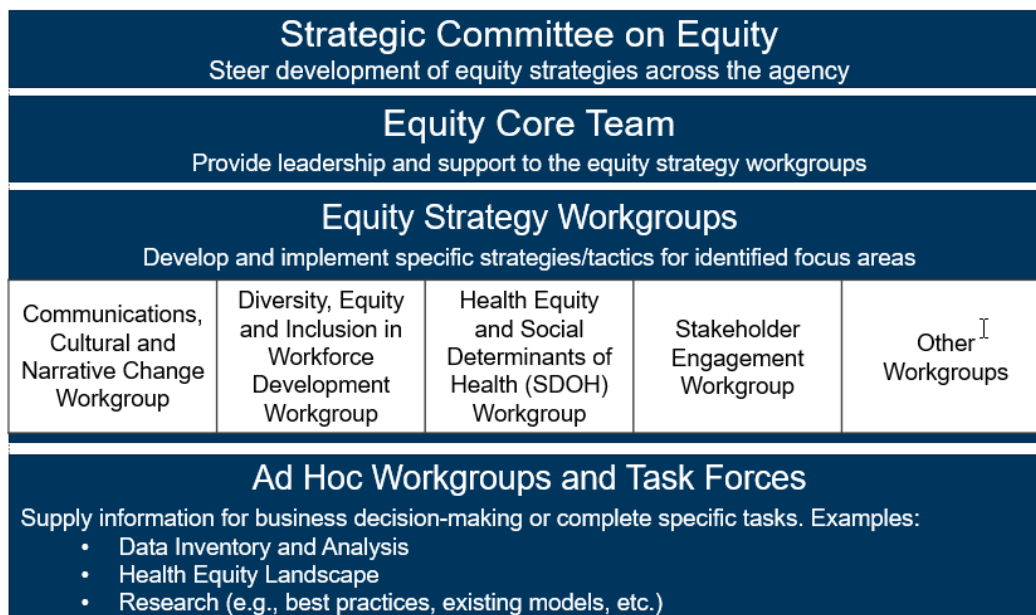 Strategic Committee on Equity
Steer development of equity strategies across the agency
Equity Core Team
Provide leadership and support to the equity strategy workgroups
Equity Strategy Workgroups
Develop and implement specific strategies/tactics for identified focus areas
Communications,
Cultural and
Narrative Change
Workgroup
Diversity, Equity
and Inclusion in
Workforce
Development
Workgroup
Health Equity
and Social
Determinants of
Health (SDOH)
Workgroup
Stakeholder
Engagement
Workgroup
Other
Workgroups
Ad Hoc Workgroups and Task Forces
Supply information for business decision-making or complete specific tasks. Examples:
• Data Inventory and Analysis
• Health Equity Landscape
• Research (e.g., best practices, existing models, etc.)